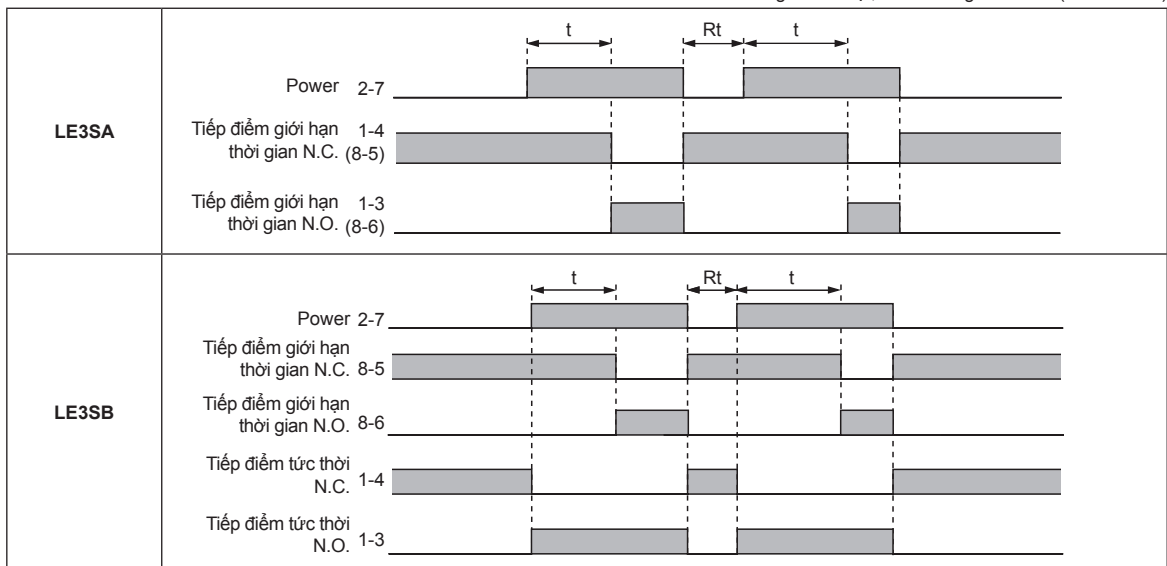 t Rt t
Power 2-7
LE3SA
Tiếp điểm giới hạn 1-4
thời gian N.C. (8-5)
Tiếp điểm giới hạn 1-3
thời gian N.O. (8-6)
t Rt t
Power 2-7
Tiếp điểm giới hạn
thời gian N.C. 8-5
LE3SB
Tiếp điểm giới hạn
thời gian N.O. 8-6
Tiếp điểm tức thời
N.C. 1-4
Tiếp điểm tức thời
N.O. 1-3